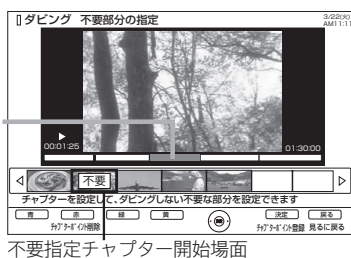 ダビング 不要部分の指定
3/22(火)
AM11:11
00:01:25
01:30:00
不要
チャプターを設定して、ダビングしない不要な部分を設定できます
青 赤 緑 黄 決定 戻る
ﾁｬﾌﾟﾀｰﾎﾟｲﾝﾄ削除 ﾁｬﾌﾟﾀｰﾎﾟｲﾝﾄ登録 見るに戻る
不要指定チャプター開始場面